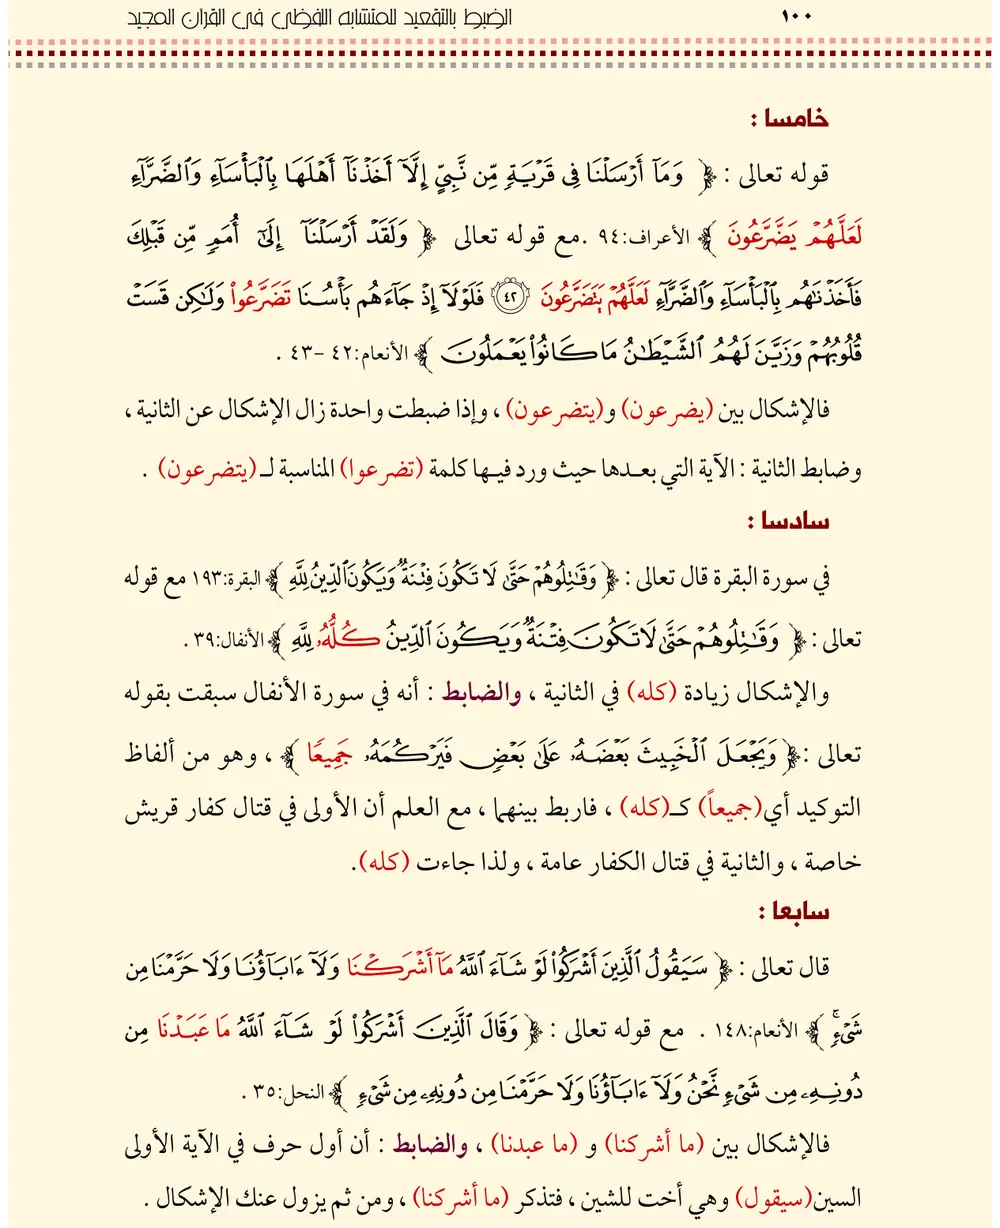 ١٠٠ الضبط بالتقعيد للمتشابه اللفظي في القرآن المجيد
خامسا :
قوله تعالى : ﴿ وَمَآ أَرْسَلْنَا فِى قَرْيَةٍ مِّن نَّبِىٍّ إِلَّآ أَخَذْنَآ أَهْلَهَا بِٱلْبَأْسَآءِ وَٱلضَّرَّآءِ
لَعَلَّهُمْ يَضَّرَّعُونَ ﴾ الأعراف:٩٤ .مع قوله تعالى ﴿ وَلَقَدْ أَرْسَلْنَآ إِلَىٰٓ أُمَمٍ مِّن قَبْلِكَ
فَأَخَذْنَـٰهُم بِٱلْبَأْسَآءِ وَٱلضَّرَّآءِ لَعَلَّهُمْ يَتَضَرَّعُونَ ٤٢ فَلَوْلَآ إِذْ جَآءَهُم بَأْسُنَا تَضَرَّعُوا۟ وَلَـٰكِن قَسَتْ
قُلُوبُهُمْ وَزَيَّنَ لَهُمُ ٱلشَّيْطَـٰنُ مَا كَانُوا۟ يَعْمَلُونَ ﴾ الأنعام:٤٢ –٤٣ .
فالإشكال بين (يضرعون) و(يتضرعون) ، وإذا ضبطت واحدة زال الإشكال عن الثانية ،
وضابط الثانية : الآية التي بعـدها حيث ورد فيـها كلمة (تضرعوا) المناسبة لـ (يتضرعون) .
سادسا :
في سورة البقرة قال تعالى : ﴿ وَقَـٰتِلُوهُمْ حَتَّىٰ لَا تَكُونَ فِتْنَةٌ وَيَكُونَ ٱلدِّينُ لِلَّهِ ﴾ البقرة:١٩٣ مع قوله
تعالى : ﴿ وَقَـٰتِلُوهُمْ حَتَّىٰ لَا تَكُونَ فِتْنَةٌ وَيَكُونَ ٱلدِّينُ كُلُّهُۥ لِلَّهِ ﴾ الأنفال:٣٩ .
والإشكال زيادة (كله) في الثانية ، والضابط : أنه في سورة الأنفال سبقت بقوله
تعالى : ﴿ وَيَجْعَلَ ٱلْخَبِيثَ بَعْضَهُۥ عَلَىٰ بَعْضٍ فَيَرْكُمَهُۥ جَمِيعًا ﴾ ، وهو من ألفاظ
التوكيد أي(جميعاً) كـ(كله) ، فاربط بينهما ، مع العلم أن الأولى في قتال كفار قريش
خاصة ، والثانية في قتال الكفار عامة ، ولذا جاءت (كله).
سابعا :
قال تعالى : ﴿ سَيَقُولُ ٱلَّذِينَ أَشْرَكُوا۟ لَوْ شَآءَ ٱللَّهُ مَآ أَشْرَكْنَا وَلَآ ءَابَآؤُنَا وَلَا حَرَّمْنَا مِن
شَىْءٍ ۚ ﴾ الأنعام:١٤٨ . مع قوله تعالى : ﴿ وَقَالَ ٱلَّذِينَ أَشْرَكُوا۟ لَوْ شَآءَ ٱللَّهُ مَا عَبَدْنَا مِن
دُونِهِۦ مِن شَىْءٍ نَّحْنُ وَلَآ ءَابَآؤُنَا وَلَا حَرَّمْنَا مِن دُونِهِۦ مِن شَىْءٍ ﴾ النحل:٣٥ .
فالإشكال بين (ما أشركنا) و (ما عبدنا) ، والضابط : أن أول حرف في الآية الأولى
السين(سيقول) وهي أخت للشين ، فتذكر (ما أشركنا) ، ومن ثم يزول عنك الإشكال .